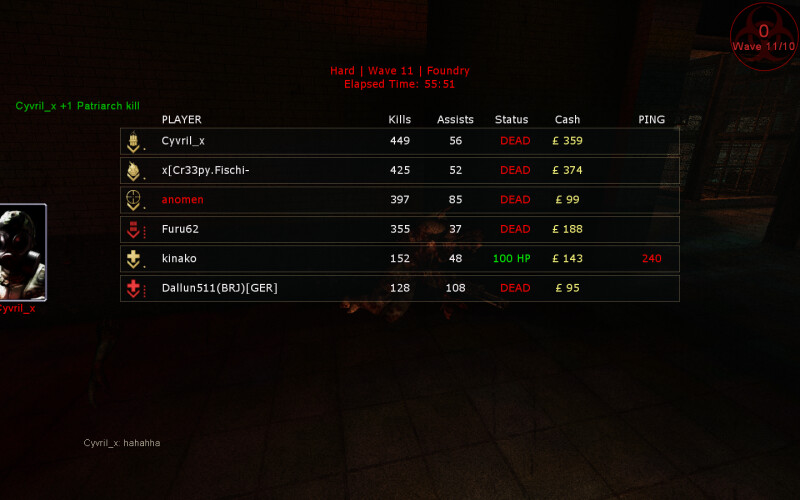 0
Wave 11/10
Hard | Wave 11 | Foundry
Elapsed Time: 55:51
Cyvril_x +1 Patriarch kill
PLAYER Kills Assists Status Cash PING
Cyvril_x 449 56 DEAD £ 359
x[Cr33py.Fischi- 425 52 DEAD £ 374
anomen 397 85 DEAD £ 99
Furu62 355 37 DEAD £ 188
kinako 152 48 100 HP £ 143 240
Dallun511(BRJ)[GER] 128 108 DEAD £ 95
Cyvril_x
Cyvril_x: hahahha